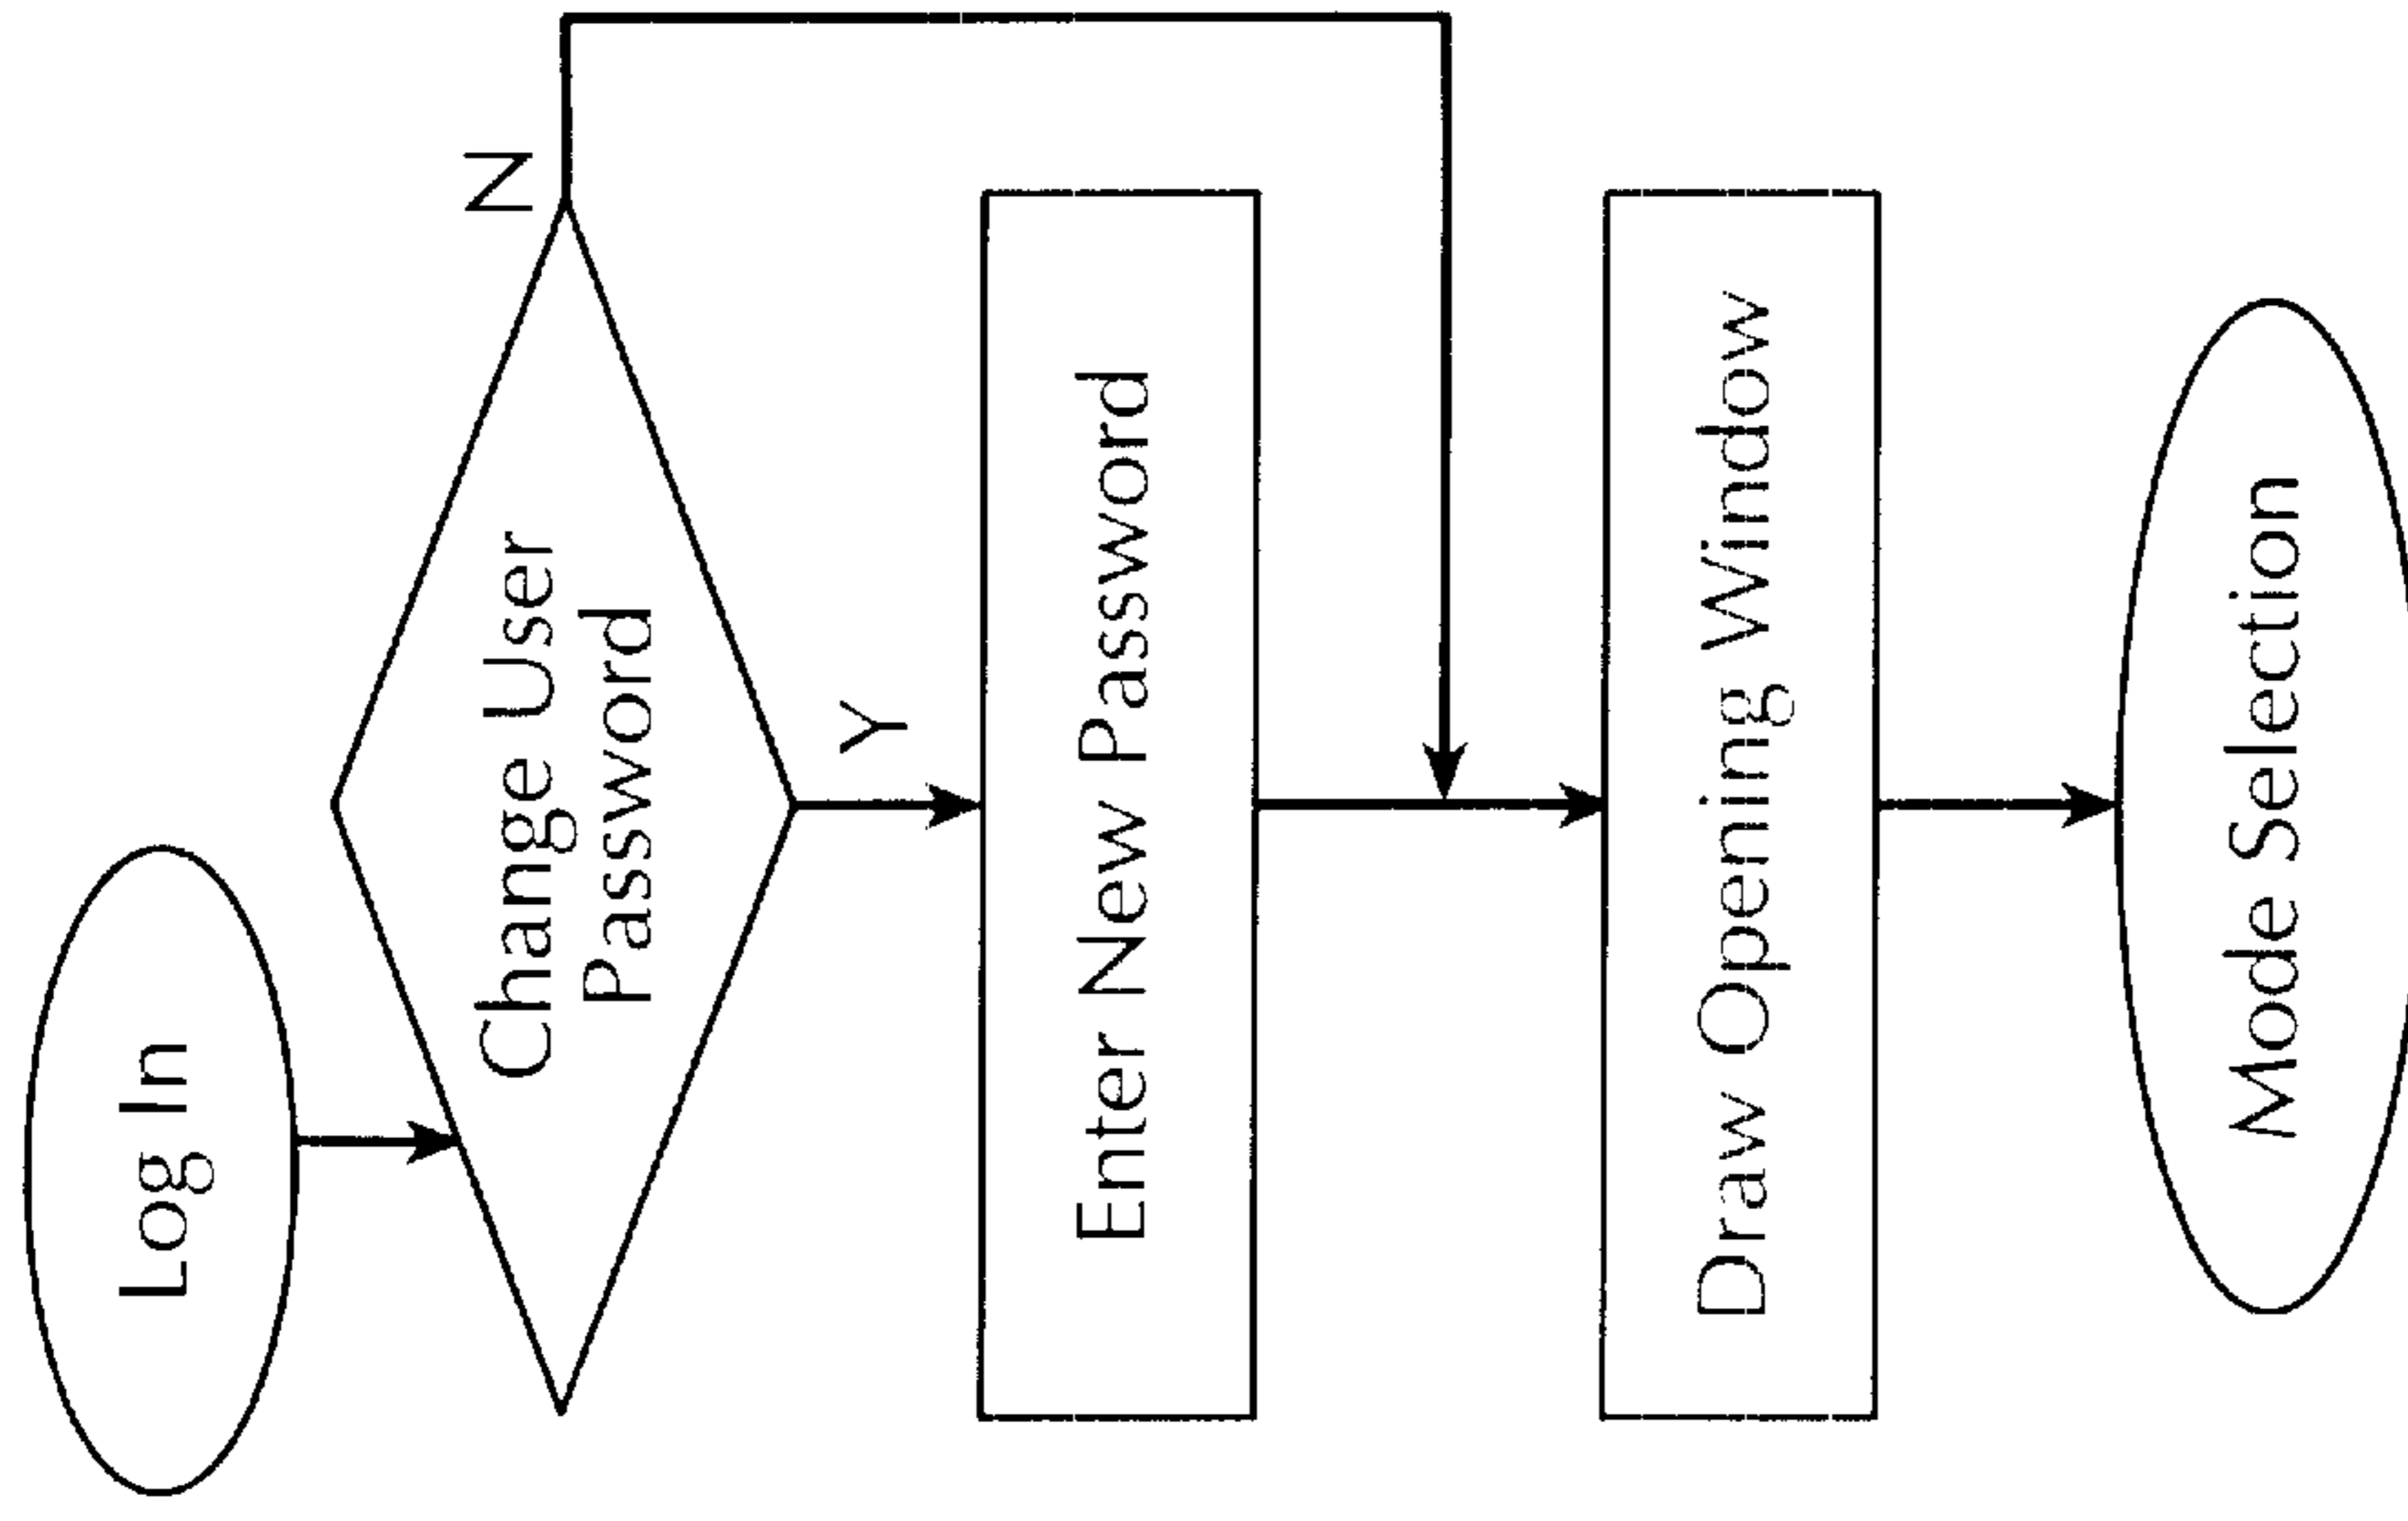 Log In
Change User
Password
N
Y
Enter New Password
Draw Opening Window
Mode Selection